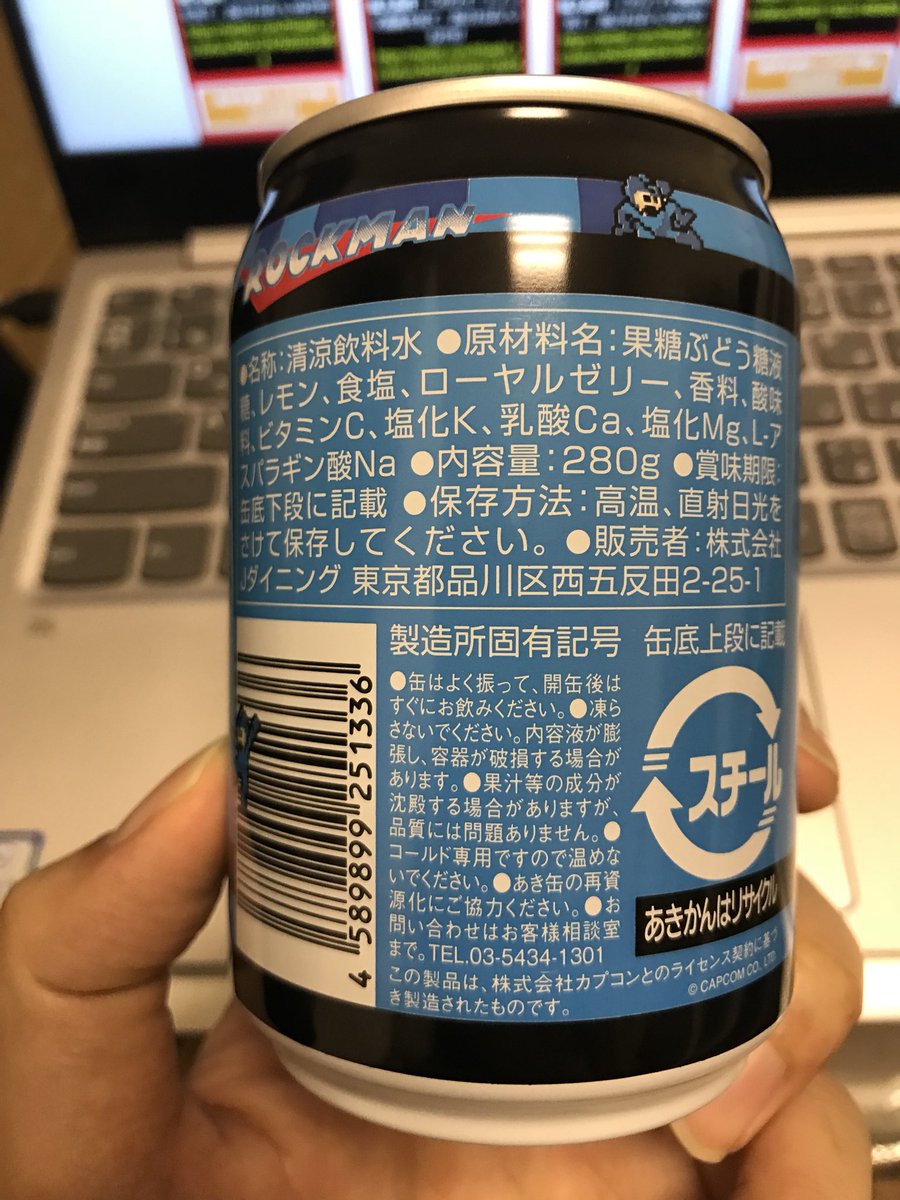 ROCKMAN
●名称:清涼飲料水 ●原材料名:果糖ぶどう糖液
糖、レモン、食塩、ローヤルゼリー、香料、酸味
料、ビタミンC、塩化K、乳酸Ca、塩化Mg、L-ア
スパラギン酸Na ●内容量:280g ●賞味期限:
缶底下段に記載 ●保存方法:高温、直射日光を
さけて保存してください。 ●販売者:株式会社
Jダイニング 東京都品川区西五反田2-25-1
製造所固有記号 缶底上段に記載
●缶はよく振って、開缶後は
すぐにお飲みください。●凍ら
さないでください。内容液が膨
張し、容器が破損する場合が
あります。●果汁等の成分が
沈殿する場合がありますが、
品質には問題ありません。●
コールド専用ですので温めな
いでください。●あき缶の再資
源化にご協力ください。●お
問い合わせはお客様相談室
まで。TEL.03-5434-1301
この製品は、株式会社カプコンとのライセンス契約に基づ
き製造されたものです。
© CAPCOM CO., LTD.
スチール
あきかんはリサイクル
4 589899 251336